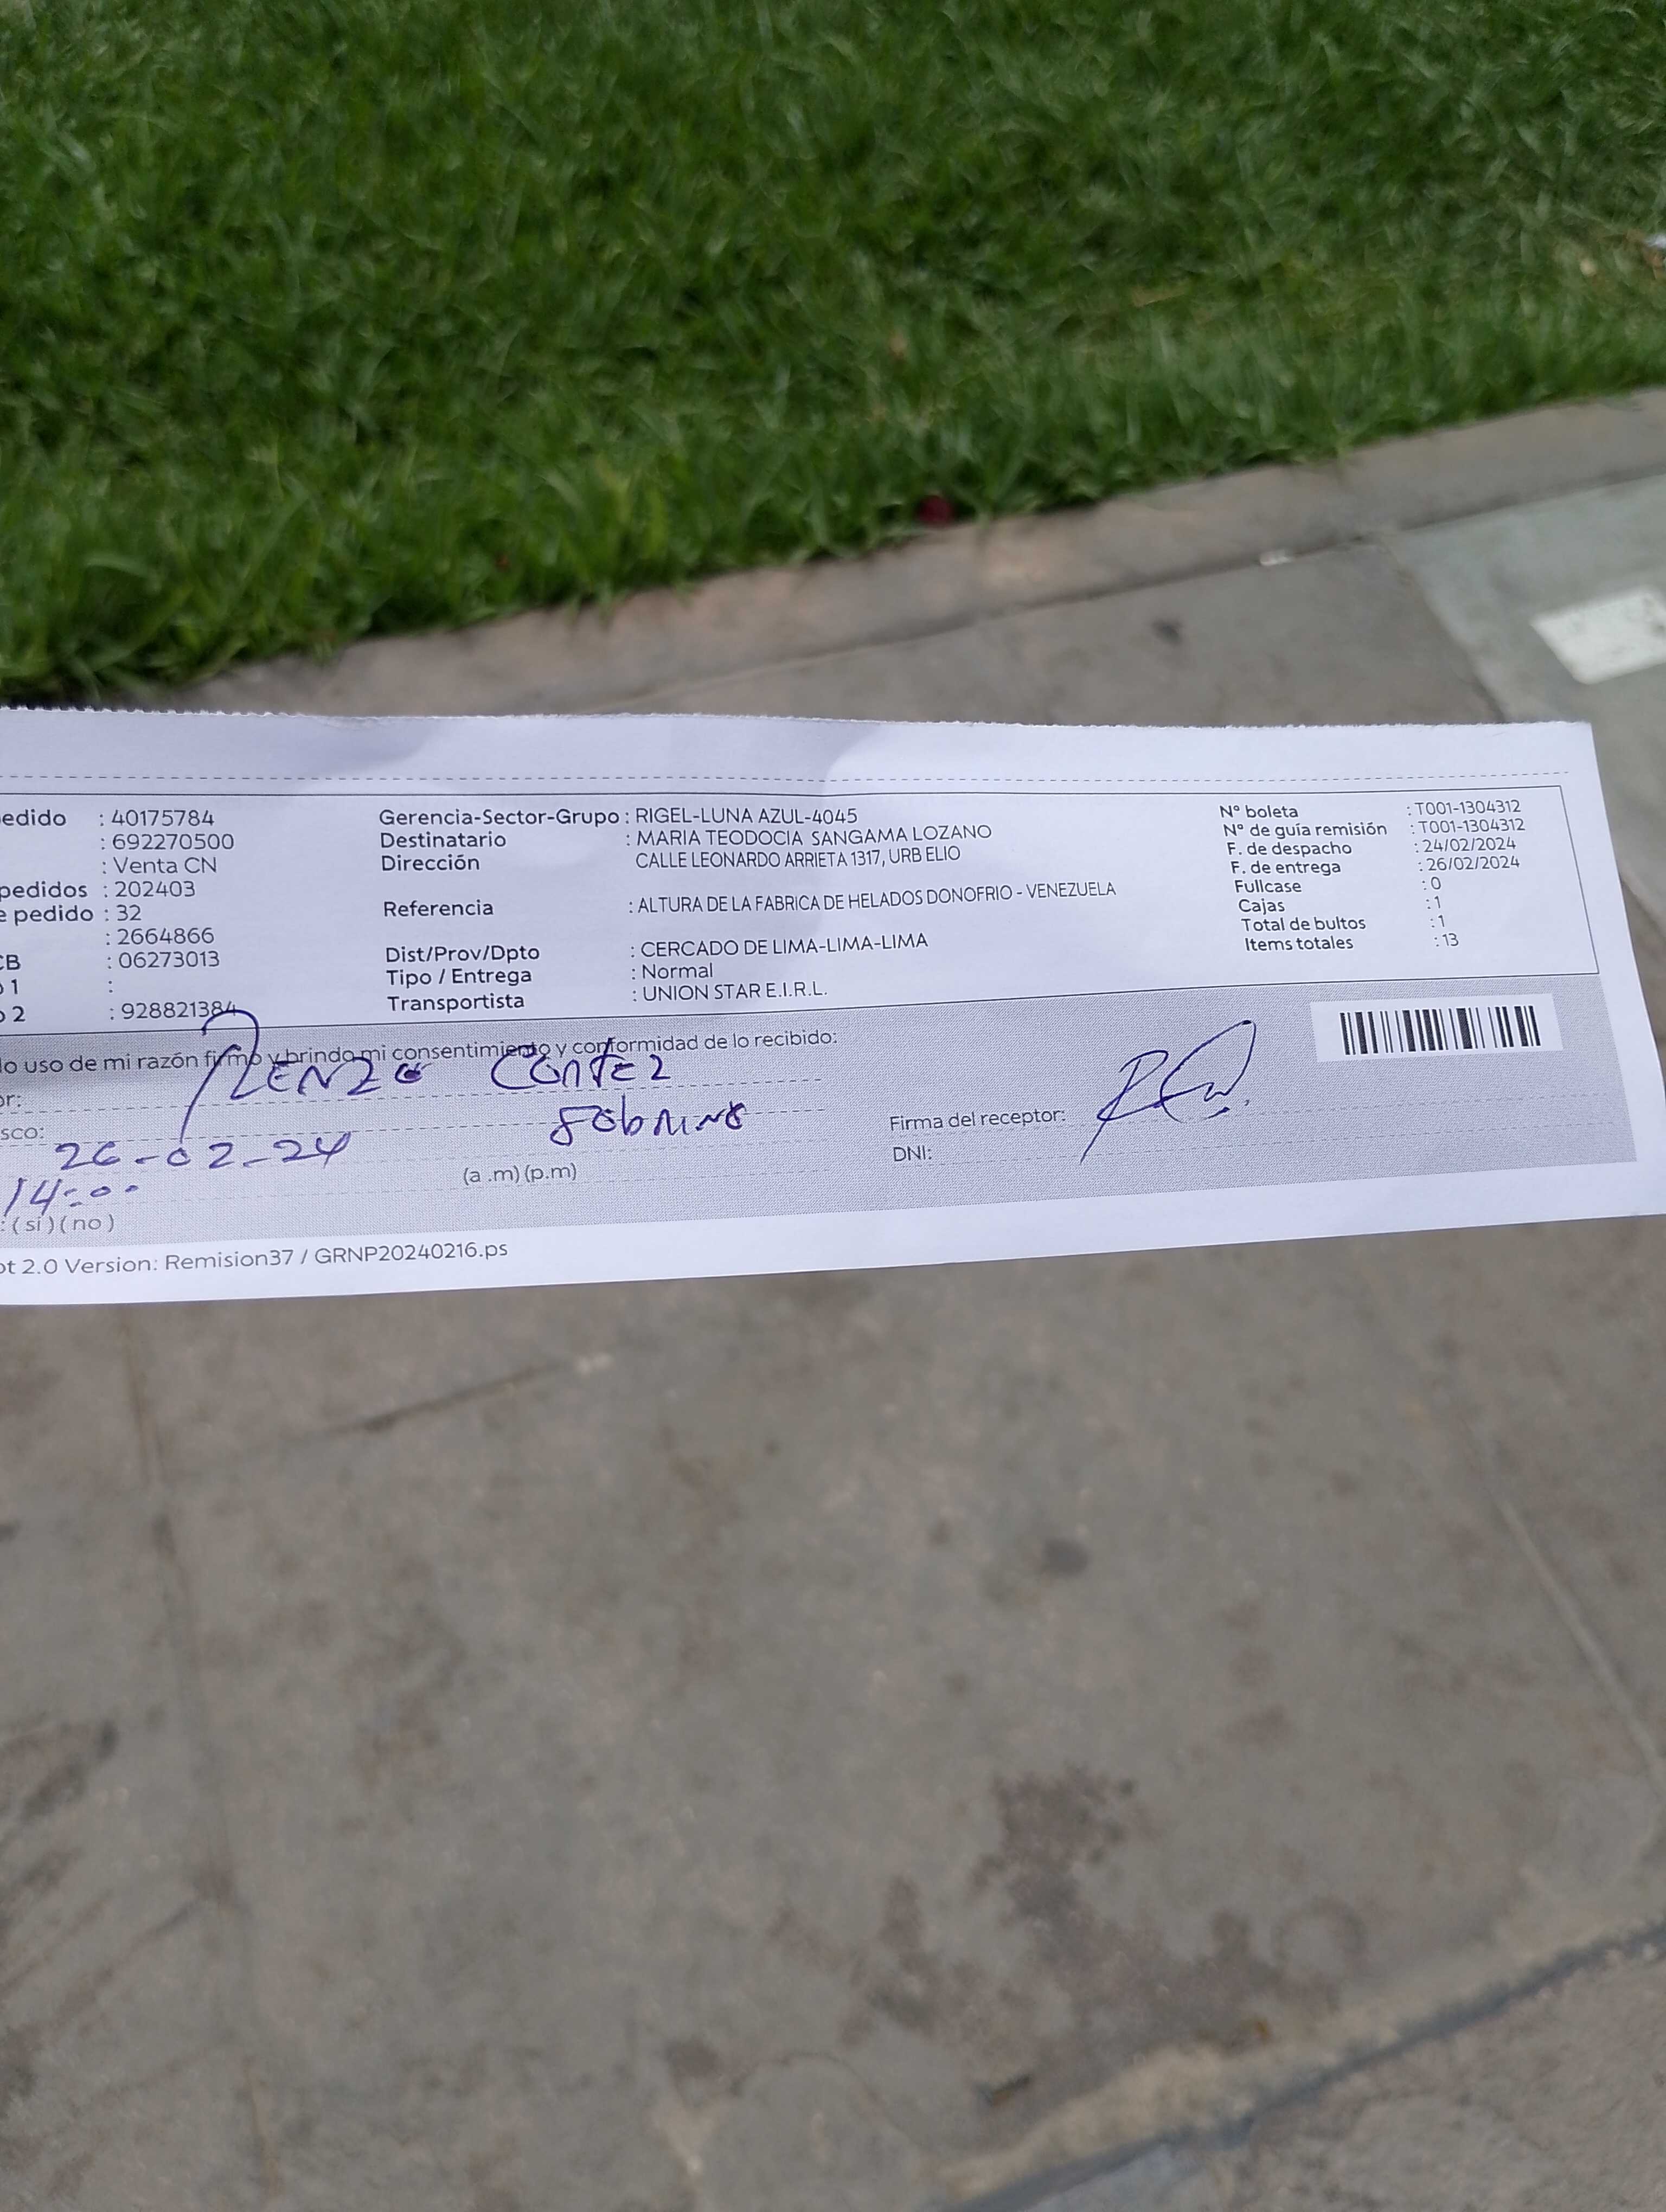 edido : 40175784 Gerencia-Sector-Grupo : RIGEL-LUNA AZUL-4045 Nº boleta : T001-1304312
: 692270500 Destinatario : MARIA TEODOCIA SANGAMA LOZANO Nº de guía remisión : T001-1304312
: Venta CN Dirección CALLE LEONARDO ARRIETA 1317, URB ELIO F. de despacho : 24/02/2024
pedidos : 202403 F. de entrega : 26/02/2024
e pedido : 32 Referencia : ALTURA DE LA FABRICA DE HELADOS DONOFRIO - VENEZUELA Fullcase : 0
: 2664866 Cajas : 1
CB : 06273013 Dist/Prov/Dpto : CERCADO DE LIMA-LIMA-LIMA Total de bultos : 1
o 1 : Tipo / Entrega : Normal Items totales : 13
o 2 : 928821384 Transportista : UNION STAR E.I.R.L.
lo uso de mi razón firmo y brindo mi consentimiento y conformidad de lo recibido:
or: RENZO CONTEZ
sco: SObRINO Firma del receptor:
26-02-24 DNI:
14:00 (a .m) (p.m)
: ( si ) ( no )
ot 2.0 Version: Remision37 / GRNP20240216.ps